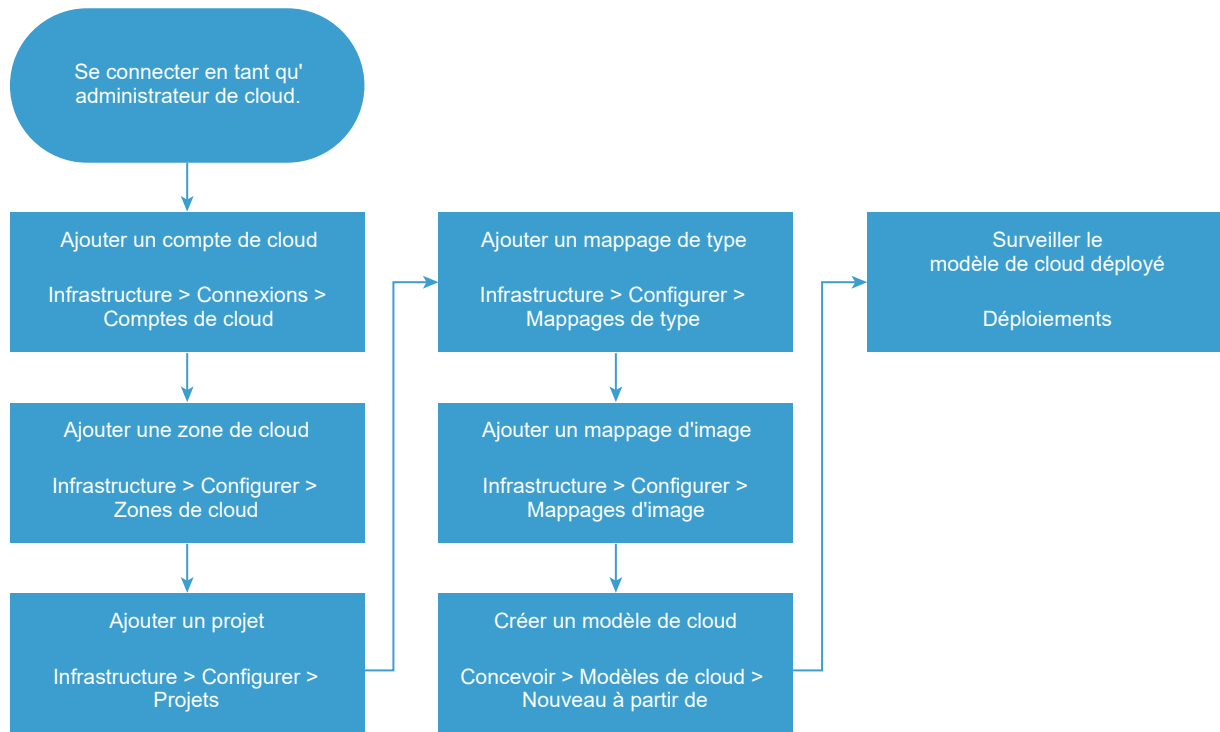 Se connecter en tant qu'
administrateur de cloud.
Ajouter un compte de cloud
Infrastructure > Connexions >
Comptes de cloud
Ajouter une zone de cloud
Infrastructure > Configurer >
Zones de cloud
Ajouter un projet
Infrastructure > Configurer >
Projets
Ajouter un mappage de type
Infrastructure > Configurer >
Mappages de type
Ajouter un mappage d'image
Infrastructure > Configurer >
Mappages d'image
Créer un modèle de cloud
Concevoir > Modèles de cloud >
Nouveau à partir de
Surveiller le
modèle de cloud déployé
Déploiements